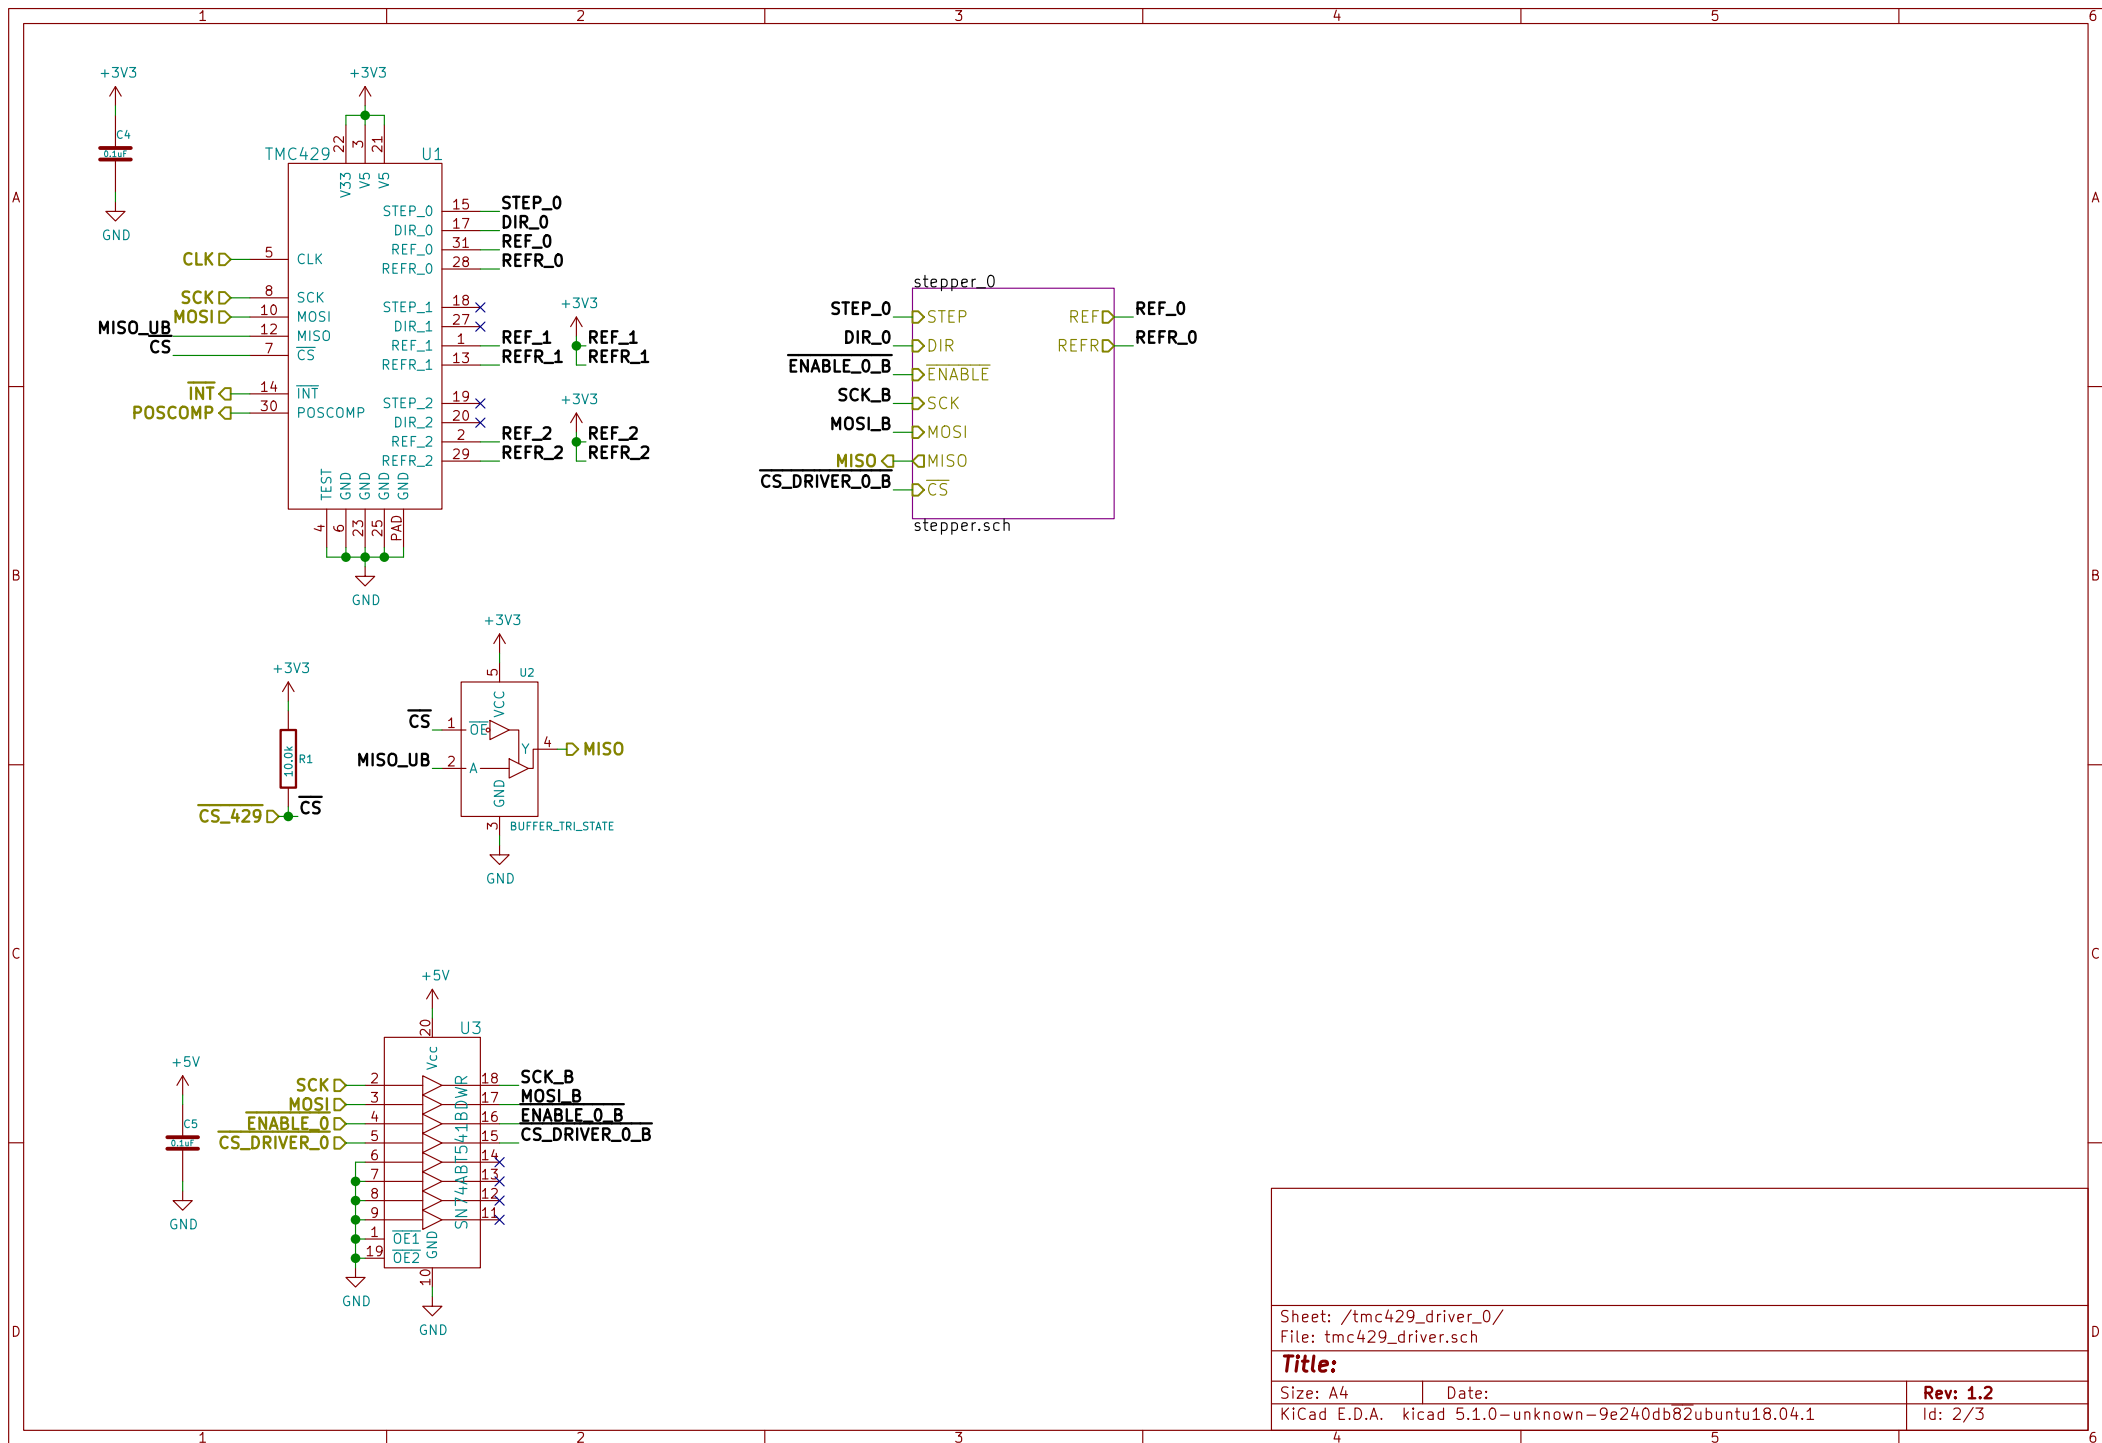 1 2 3 4 5 6
A A
B B
C C
D D
1 2 3 4 5 6
+3V3
C4
0.1uF
GND
+3V3
TMC429 U1
22 3 21
V33 V5 V5
CLK 5 CLK
SCK 8 SCK
MOSI 10 MOSI
MISO_UB 12 MISO
CS 7 CS
INT 14 INT
POSCOMP 30 POSCOMP
STEP_0 15 STEP_0
DIR_0 17 DIR_0
REF_0 31 REF_0
REFR_0 28 REFR_0
STEP_1 18
DIR_1 27
REF_1 1 REF_1
REFR_1 13 REFR_1
STEP_2 19
DIR_2 20
REF_2 2 REF_2
REFR_2 29 REFR_2
TEST GND GND GND GND
4 6 23 25 PAD
GND
+3V3
REF_1
REFR_1
+3V3
REF_2
REFR_2
stepper_0
STEP_0 STEP REF REF_0
DIR_0 DIR REFR REFR_0
ENABLE_0_B ENABLE
SCK_B SCK
MOSI_B MOSI
MISO MISO
CS_DRIVER_0_B CS
stepper.sch
+3V3
10.0k R1
CS_429 CS
+3V3
5 U2
VCC
CS 1 OE
Y 4 MISO
MISO_UB 2 A
GND
3 BUFFER_TRI_STATE
GND
+5V
C5
0.1uF
GND
+5V
20 U3
Vcc
SCK 2 18 SCK_B
MOSI 3 17 MOSI_B
ENABLE_0 4 16 ENABLE_0_B
CS_DRIVER_0 5 15 CS_DRIVER_0_B
6 14
7 13
8 12
9 11
SN74ABT541BDWR
1 OE1
19 OE2
GND
10
GND
GND
Sheet: /tmc429_driver_0/
File: tmc429_driver.sch
Title:
Size: A4 Date: Rev: 1.2
KiCad E.D.A. kicad 5.1.0-unknown-9e240db82ubuntu18.04.1 Id: 2/3